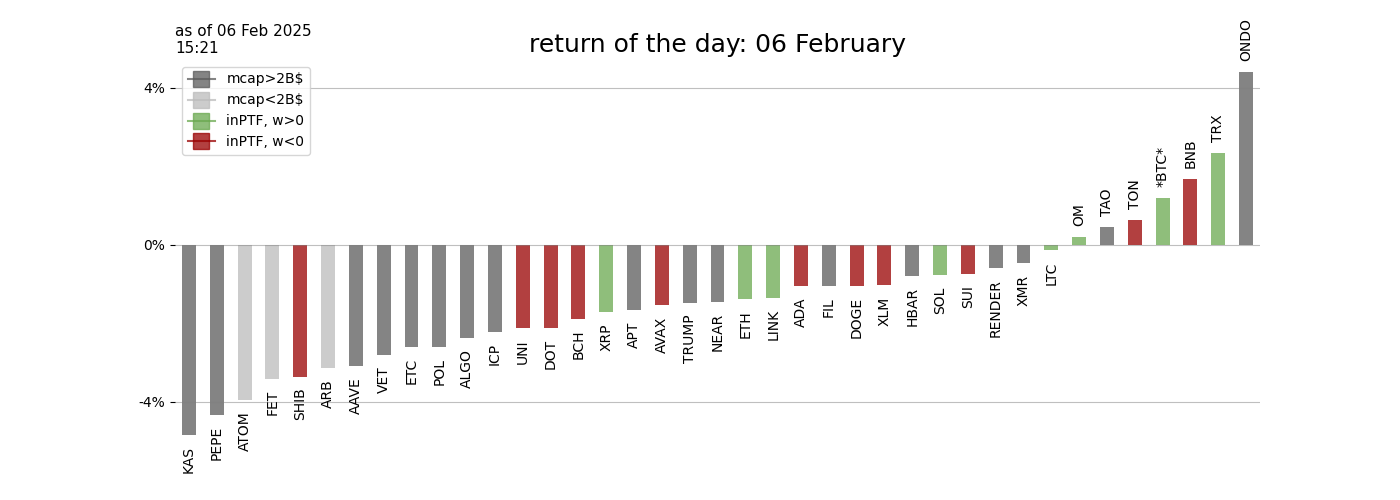 as of 06 Feb 2025
15:21
return of the day: 06 February
mcap>2B$
mcap<2B$
inPTF, w>0
inPTF, w<0
4%
0%
-4%
KAS
PEPE
ATOM
FET
SHIB
ARB
AAVE
VET
ETC
POL
ALGO
ICP
UNI
DOT
BCH
XRP
APT
AVAX
TRUMP
NEAR
ETH
LINK
ADA
FIL
DOGE
XLM
HBAR
SOL
SUI
RENDER
XMR
LTC
OM
TAO
TON
*BTC*
BNB
TRX
ONDO